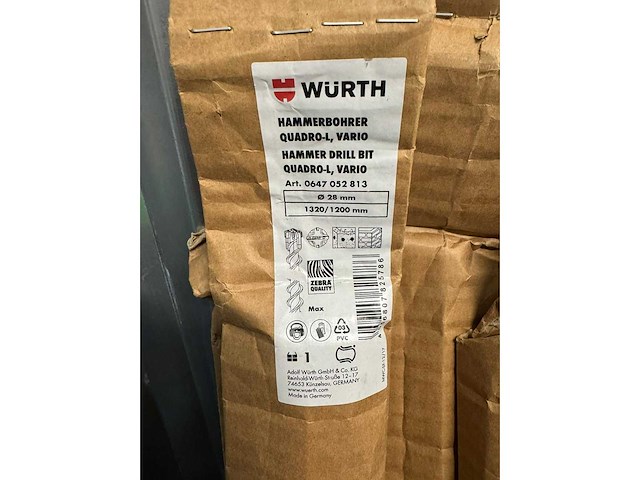 WÜRTH
HAMMERBOHRER
QUADRO-L, VARIO
HAMMER DRILL BIT
QUADRO-L, VARIO
Art. 0647 052 813
Ø 28 mm
1320/1200 mm
ZEBRA
QUALITY
Max
03
PVC
1
Adolf Würth GmbH & Co. KG
Reinhold-Würth-Straße 12–17
74653 Künzelsau, GERMANY
www.wuerth.com
Made in Germany